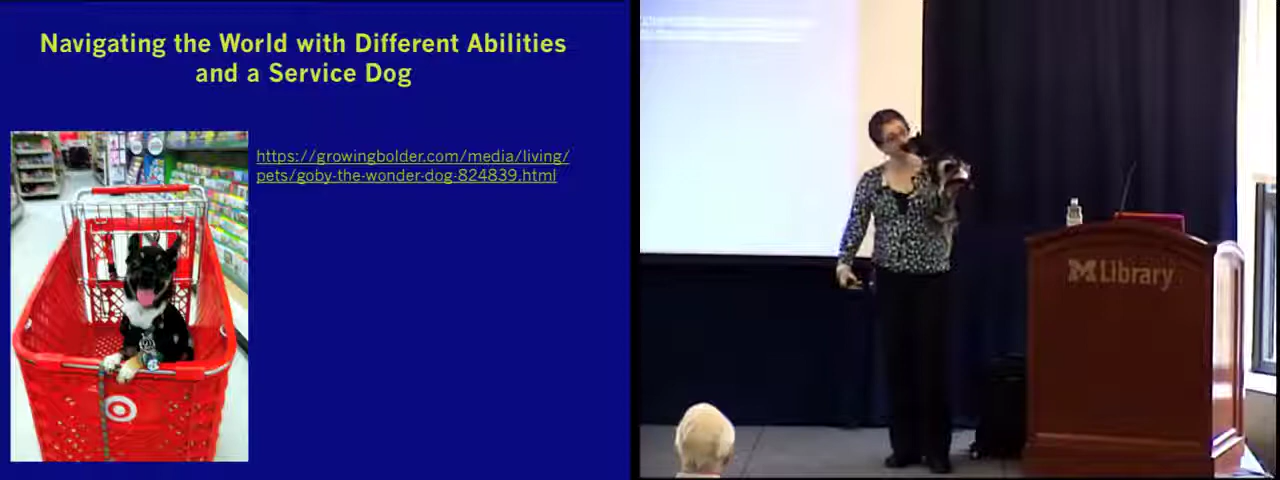 Navigating the World with Different Abilities
and a Service Dog
https://growingbolder.com/media/living/
pets/goby-the-wonder-dog-824839.html
M Library